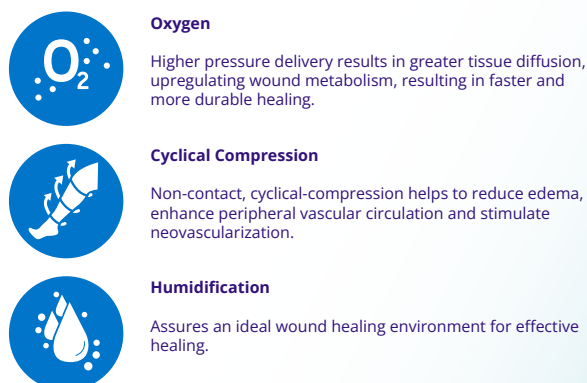 O2
Oxygen
Higher pressure delivery results in greater tissue diffusion,
upregulating wound metabolism, resulting in faster and
more durable healing.
Cyclical Compression
Non-contact, cyclical-compression helps to reduce edema,
enhance peripheral vascular circulation and stimulate
neovascularization.
Humidification
Assures an ideal wound healing environment for effective
healing.